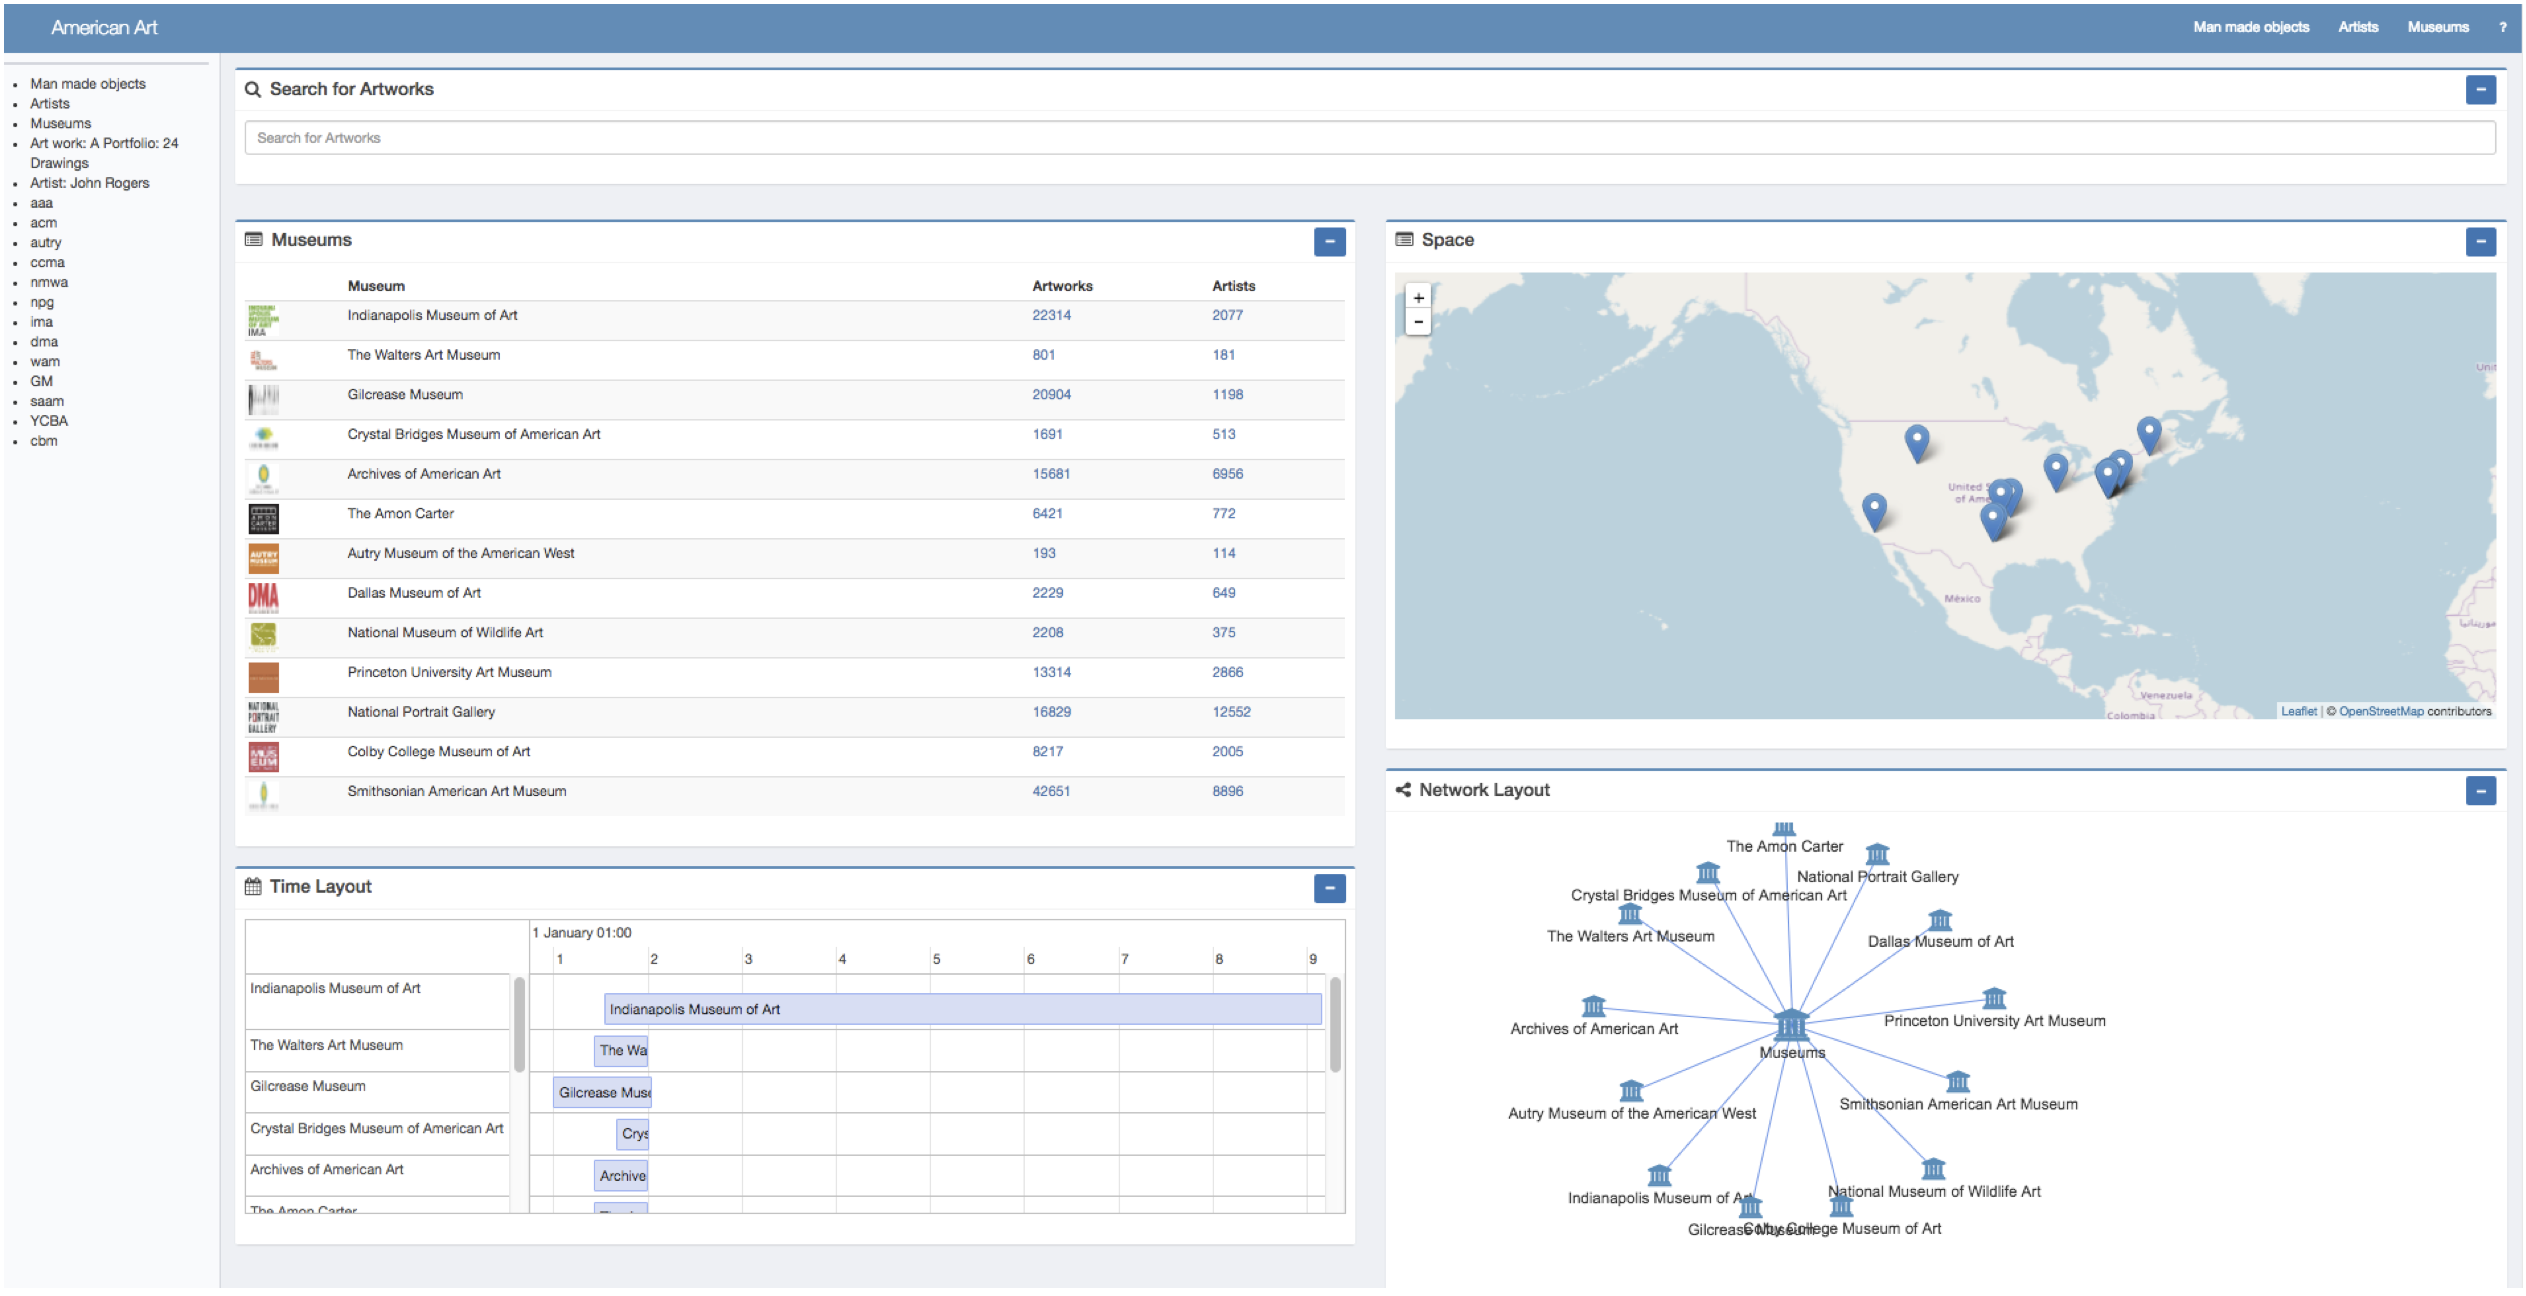 American Art
Man made objects Artists Museums ?
Man made objects
Artists
Museums
Art work: A Portfolio: 24
Drawings
Artist: John Rogers
aaa
acm
autry
ccma
nmwa
npg
ima
dma
wam
GM
saam
YCBA
cbm
Search for Artworks
Search for Artworks
Museums
Museum Artworks Artists
IMA Indianapolis Museum of Art 22314 2077
The Walters Art Museum 801 181
Gilcrease Museum 20904 1198
Crystal Bridges Museum of American Art 1691 513
Archives of American Art 15681 6956
The Amon Carter 6421 772
AUTRY Autry Museum of the American West 193 114
DMA Dallas Museum of Art 2229 649
National Museum of Wildlife Art 2208 375
Princeton University Art Museum 13314 2866
NATIONAL
PORTRAIT
GALLERY
National Portrait Gallery 16829 12552
MUS
EUM
Colby College Museum of Art 8217 2005
Smithsonian American Art Museum 42651 8896
Time Layout
1 January 01:00
1 2 3 4 5 6 7 8 9
Indianapolis Museum of Art
Indianapolis Museum of Art
The Walters Art Museum
The Wa
Gilcrease Museum
Gilcrease Muse
Crystal Bridges Museum of American Art
Crys
Archives of American Art
Archive
The Amon Carter
Space
+
-
Unit
United S
of Ame
México
موريتانيا
Venezuela
Colombia
Leaflet | © OpenStreetMap contributors
Network Layout
The Amon Carter
National Portrait Gallery
Crystal Bridges Museum of American Art
The Walters Art Museum
Dallas Museum of Art
Archives of American Art
Princeton University Art Museum
Museums
Autry Museum of the American West
Smithsonian American Art Museum
Indianapolis Museum of Art
National Museum of Wildlife Art
Gilcrease Museum
Colby College Museum of Art